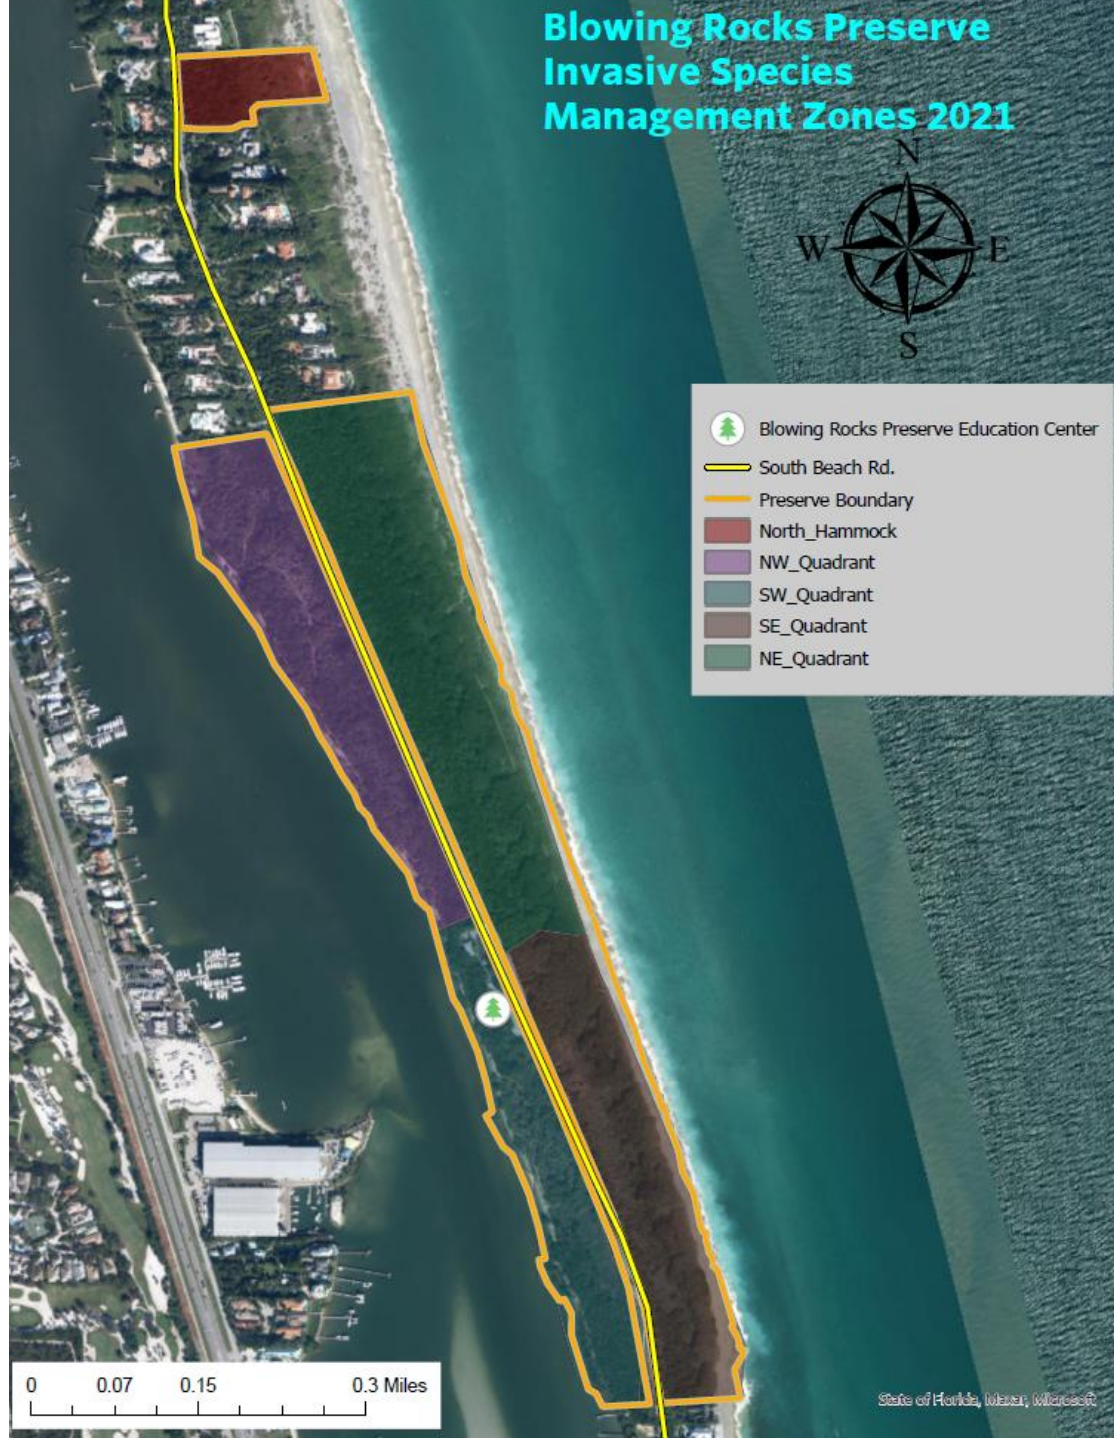 Blowing Rocks Preserve
Invasive Species
Management Zones 2021
N
W E
S
Blowing Rocks Preserve Education Center
South Beach Rd.
Preserve Boundary
North_Hammock
NW_Quadrant
SW_Quadrant
SE_Quadrant
NE_Quadrant
0 0.07 0.15 0.3 Miles
State of Florida, Maxar, Microsoft